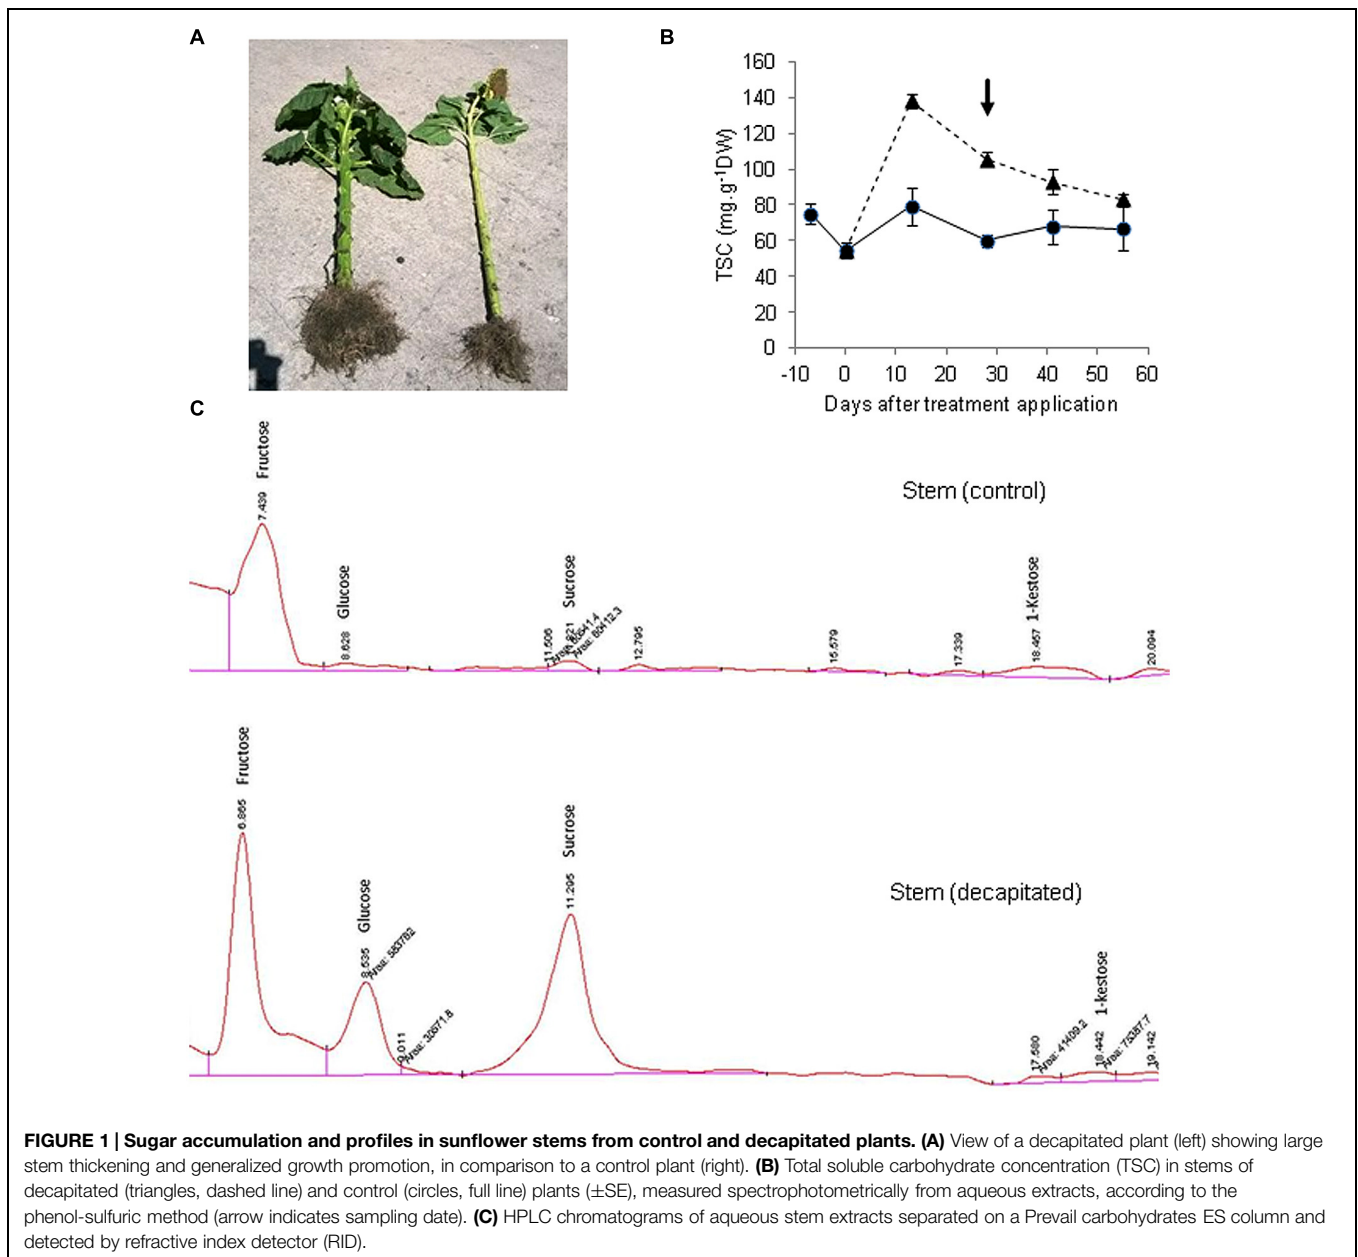 A
B
160
140
120
100
80
60
40
20
0
TSC (mg.g-1DW)
-10 0 10 20 30 40 50 60
Days after treatment application
C
Stem (control)
Fructose
7.439
Glucose
8.628
11.506
Sucrose
Area: 80412.3
12.795
15.579
17.339
1-Kestose
18.467
20.094
Stem (decapitated)
Fructose
6.865
Glucose
8.535
Area: 583782
Area: 30871.8
Sucrose
11.295
17.580
Area: 41409.2
1-kestose
18.442
Area: 75387.7
19.142
FIGURE 1 | Sugar accumulation and profiles in sunflower stems from control and decapitated plants. (A) View of a decapitated plant (left) showing large
stem thickening and generalized growth promotion, in comparison to a control plant (right). (B) Total soluble carbohydrate concentration (TSC) in stems of
decapitated (triangles, dashed line) and control (circles, full line) plants (±SE), measured spectrophotometrically from aqueous extracts, according to the
phenol-sulfuric method (arrow indicates sampling date). (C) HPLC chromatograms of aqueous stem extracts separated on a Prevail carbohydrates ES column and
detected by refractive index detector (RID).